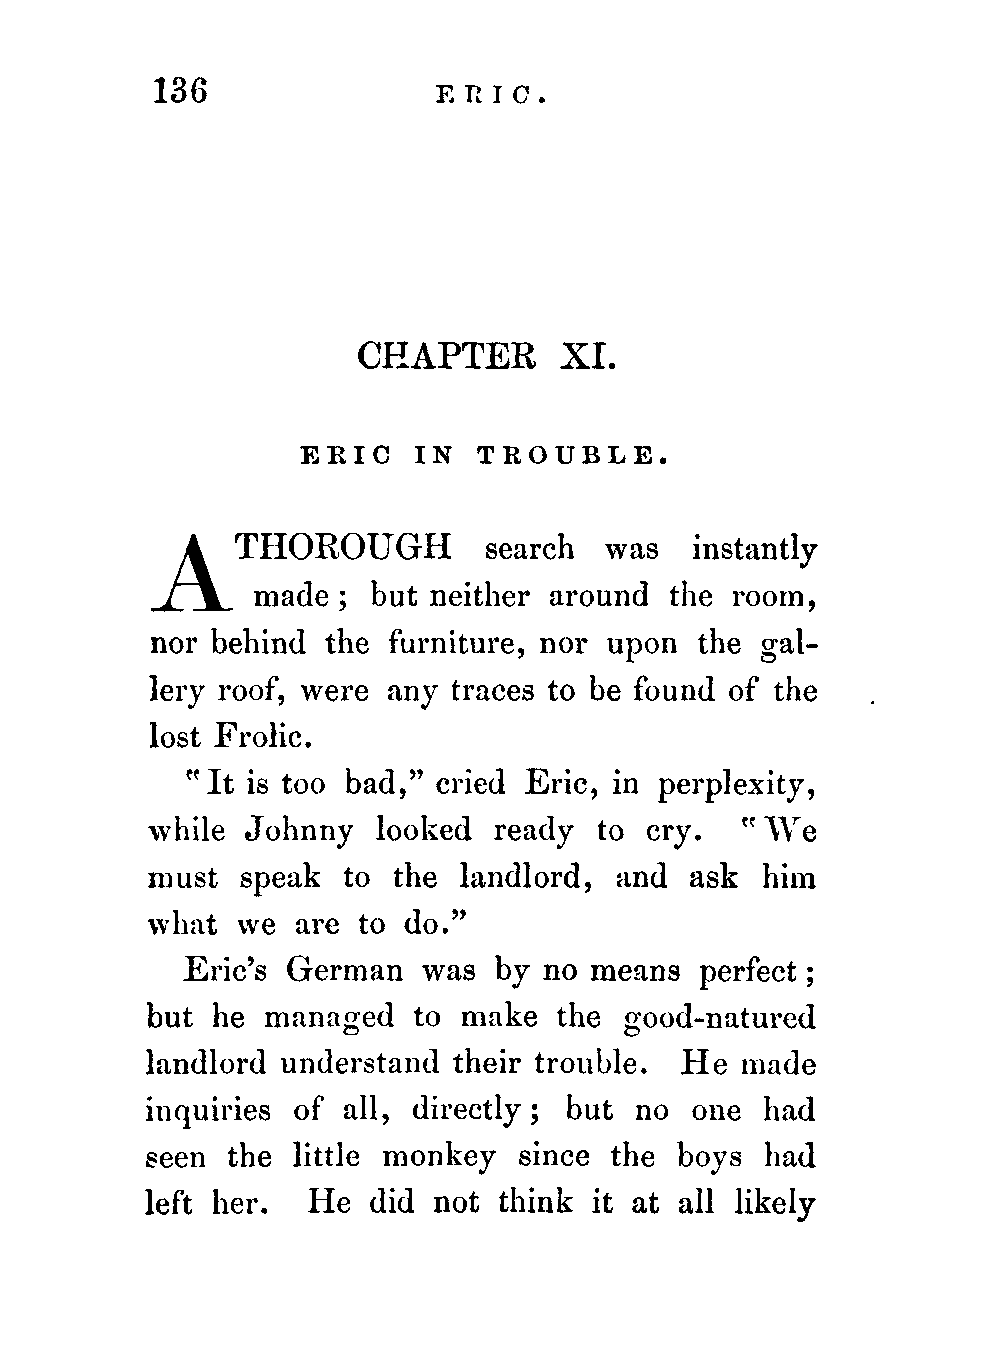 136 ERIC.
CHAPTER XI.
ERIC IN TROUBLE.
A THOROUGH search was instantly
made; but neither around the room,
nor behind the furniture, nor upon the gal-
lery roof, were any traces to be found of the
lost Frolic.
"It is too bad," cried Eric, in perplexity,
while Johnny looked ready to cry. "We
must speak to the landlord, and ask him
what we are to do."
Eric's German was by no means perfect;
but he managed to make the good-natured
landlord understand their trouble. He made
inquiries of all, directly; but no one had
seen the little monkey since the boys had
left her. He did not think it at all likely